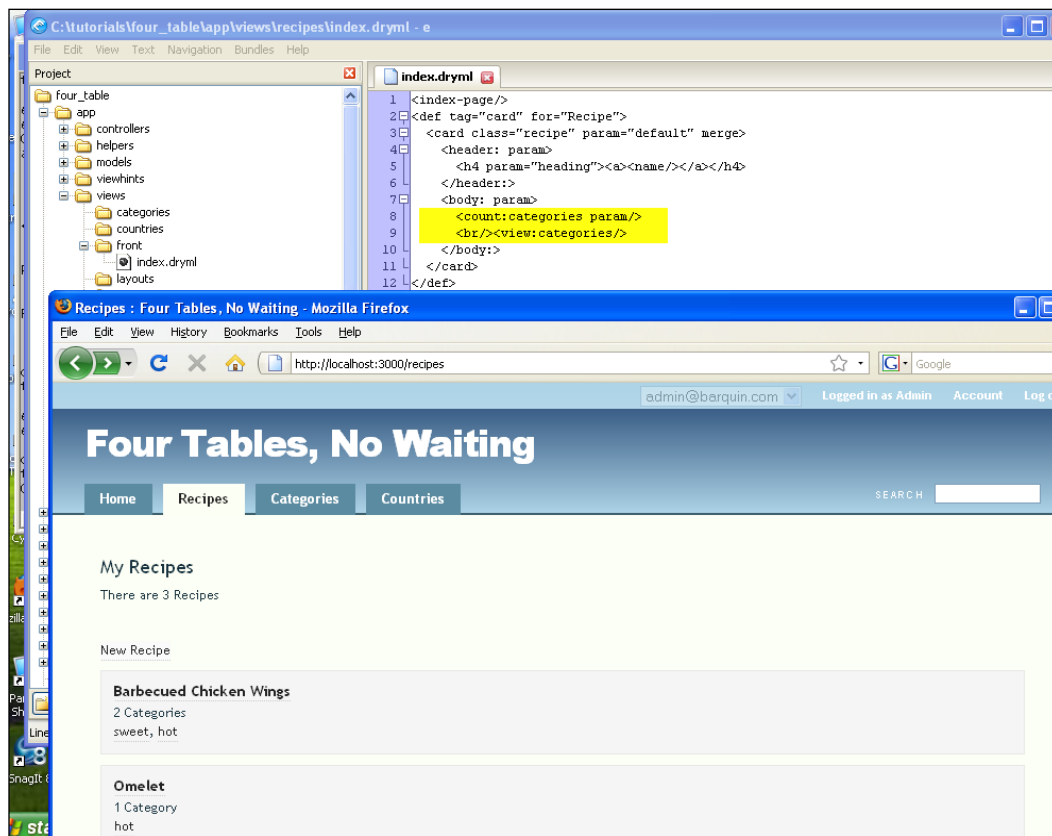 C:\tutorials\four_table\app\views\recipes\index.dryml - e
File Edit View Text Navigation Bundles Help
Project
four_table
app
controllers
helpers
models
viewhints
views
categories
countries
front
index.dryml
layouts
index.dryml
1 <index-page/>
2 <def tag="card" for="Recipe">
3 <card class="recipe" param="default" merge>
4 <header: param>
5 <h4 param="heading"><a><name/></a></h4>
6 </header:>
7 <body: param>
8 <count:categories param/>
9 <br/><view:categories/>
10 </body:>
11 </card>
12 </def>
Recipes : Four Tables, No Waiting - Mozilla Firefox
File Edit View History Bookmarks Tools Help
http://localhost:3000/recipes
G Google
admin@barquin.com Logged in as Admin Account Log
Four Tables, No Waiting
Home Recipes Categories Countries
SEARCH
My Recipes
There are 3 Recipes
New Recipe
Barbecued Chicken Wings
2 Categories
sweet, hot
Omelet
1 Category
hot
Line
SnagIt 8
sta